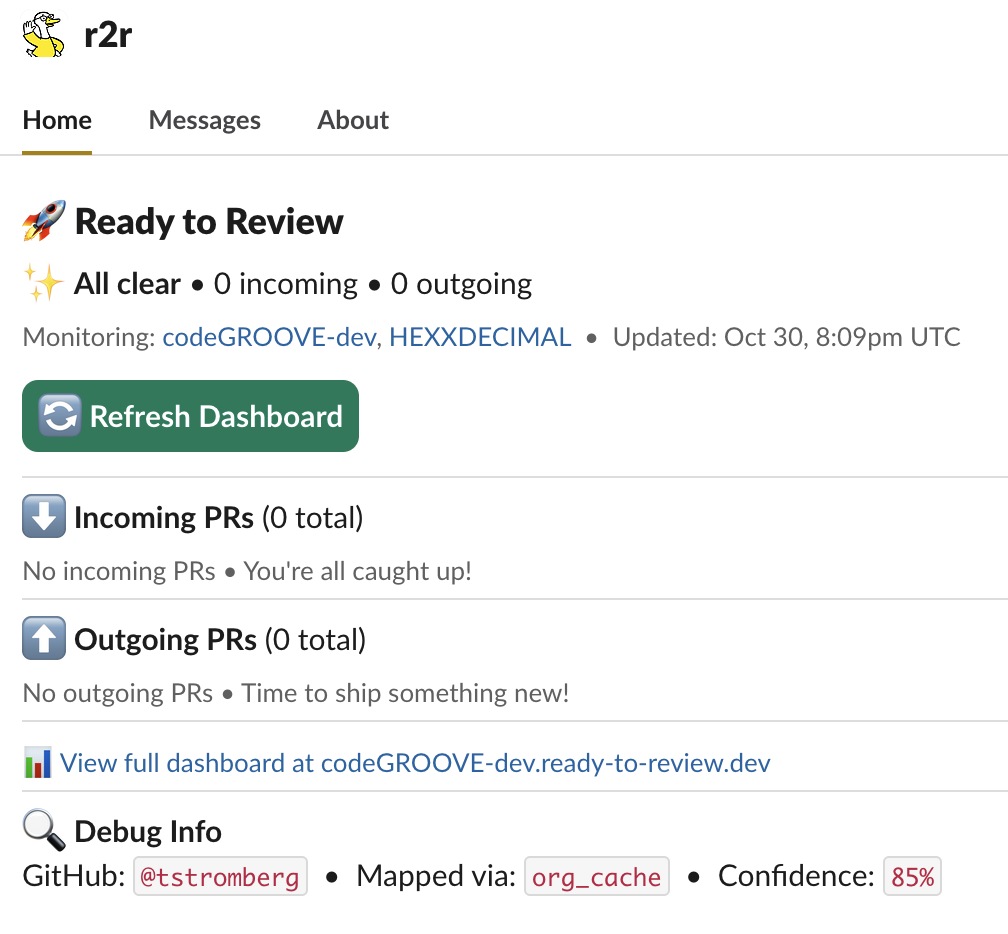 r2r
Home Messages About
Ready to Review
All clear • 0 incoming • 0 outgoing
Monitoring: codeGROOVE-dev, HEXXDECIMAL • Updated: Oct 30, 8:09pm UTC
Refresh Dashboard
Incoming PRs (0 total)
No incoming PRs • You're all caught up!
Outgoing PRs (0 total)
No outgoing PRs • Time to ship something new!
View full dashboard at codeGROOVE-dev.ready-to-review.dev
Debug Info
GitHub: @tstromberg • Mapped via: org_cache • Confidence: 85%